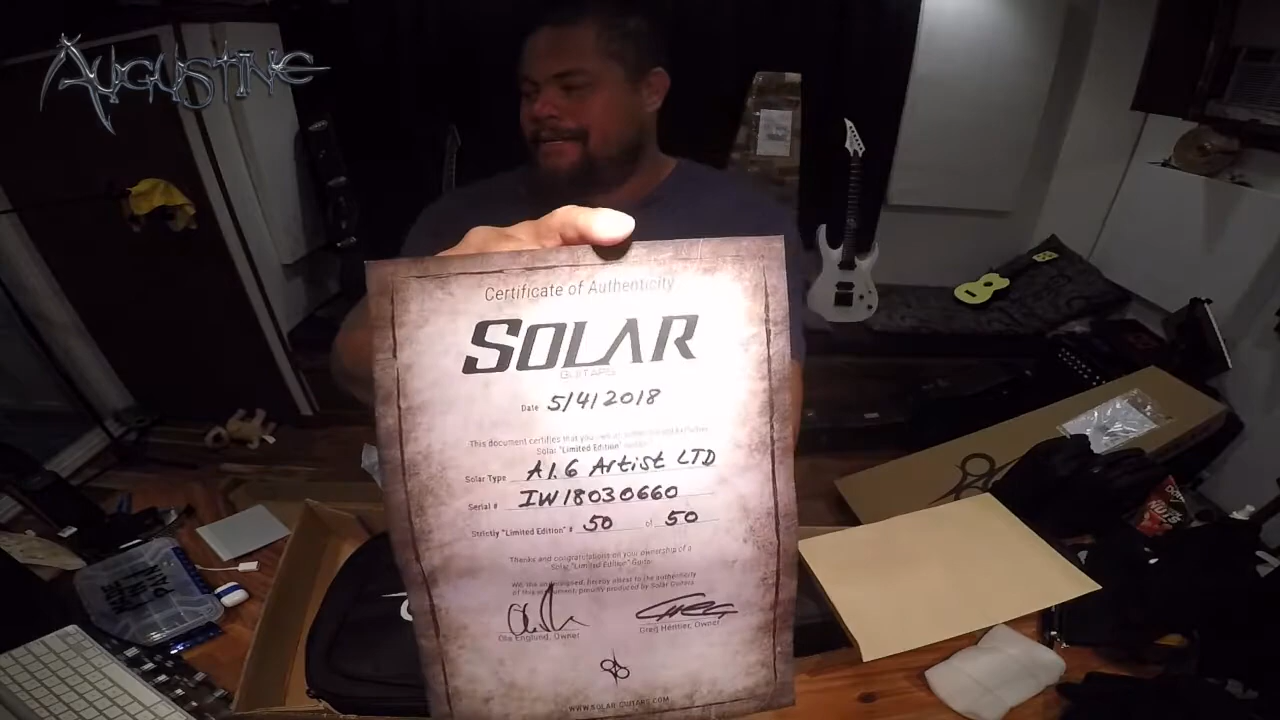 AUGUSTINE
Certificate of Authenticity
SOLAR
GUITARS
Date 5/4/2018
This document certifies that you
Solar "Limited Edition"
Solar Type A1.6 Artist LTD
Serial # IW18030660
Strictly "Limited Edition" # 50 of 50
Thanks and congratulations on your ownership of a
Solar "Limited Edition" Guitar
We, the undersigned, hereby attest to the authenticity
of this instrument, proudly produced by Solar Guitars
Ola Englund, Owner
Greg Herriier, Owner
WWW.SOLAR-GUITARS.COM
NUTS